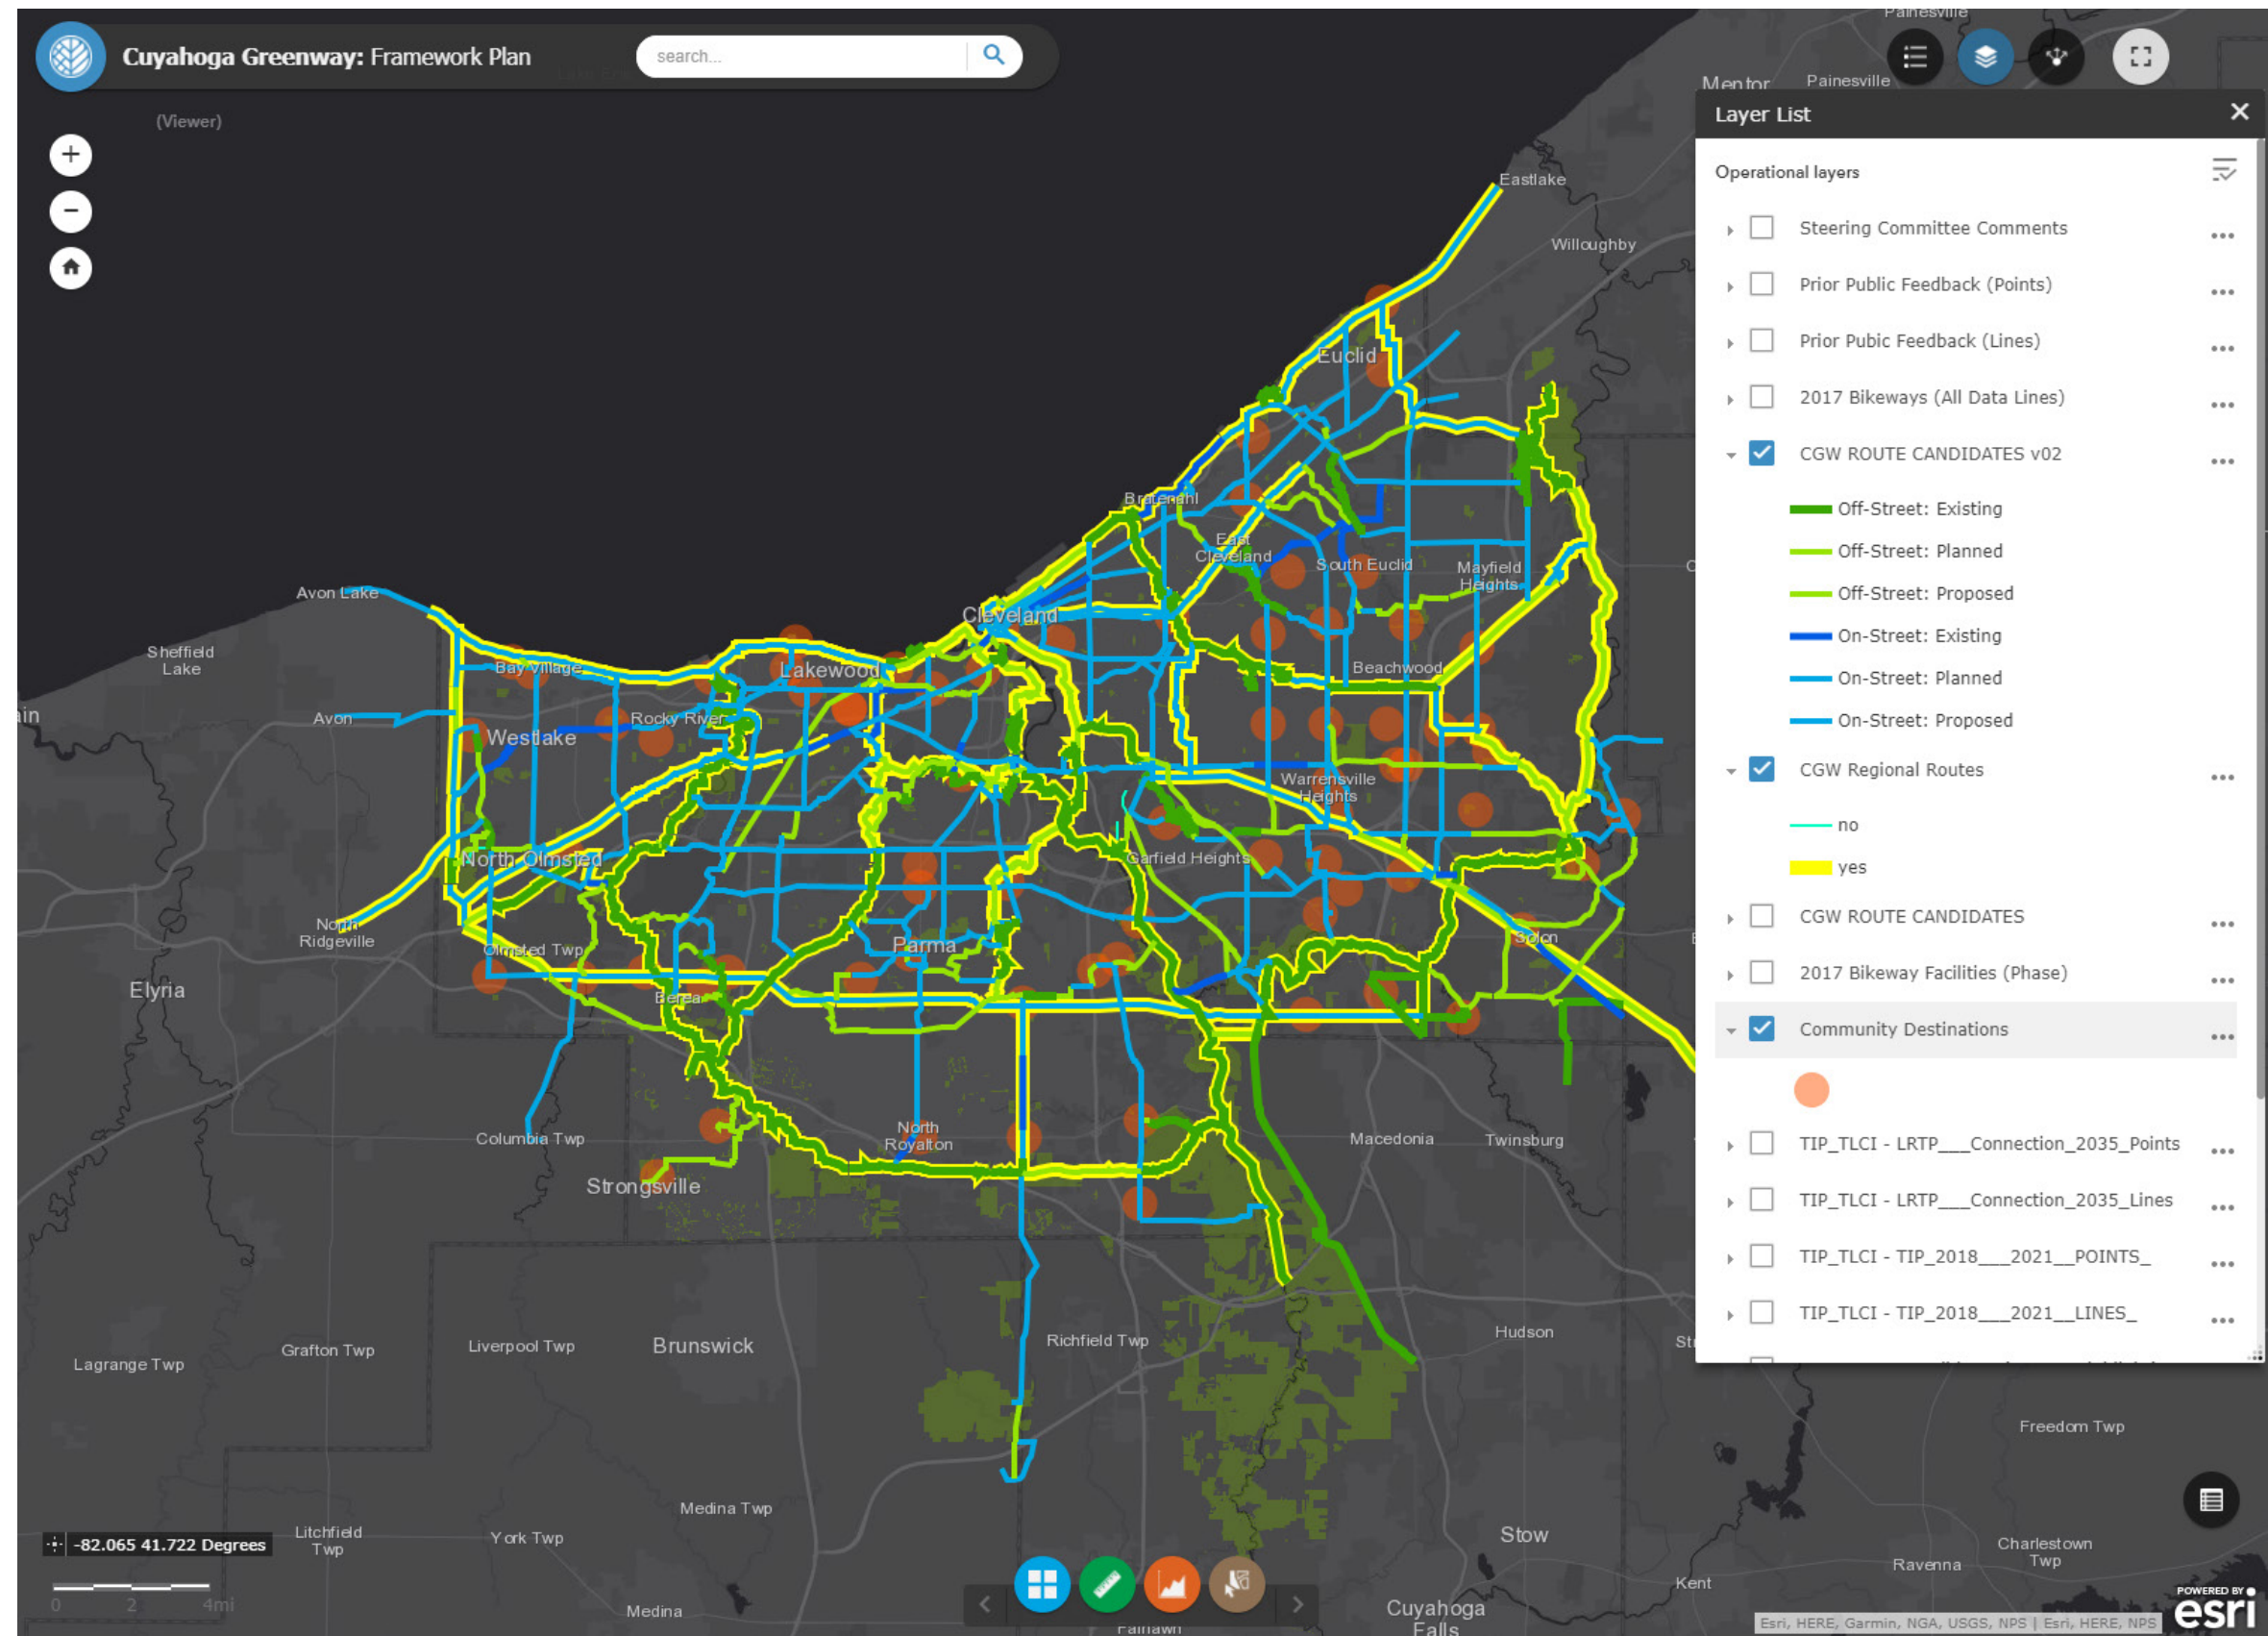 Cuyahoga Greenway: Framework Plan
search...
(Viewer)
+
−
Painesville
Mentor
Painesville
Layer List
Operational layers
Steering Committee Comments
Prior Public Feedback (Points)
Prior Pubic Feedback (Lines)
2017 Bikeways (All Data Lines)
CGW ROUTE CANDIDATES v02
Off-Street: Existing
Off-Street: Planned
Off-Street: Proposed
On-Street: Existing
On-Street: Planned
On-Street: Proposed
CGW Regional Routes
no
yes
CGW ROUTE CANDIDATES
2017 Bikeway Facilities (Phase)
Community Destinations
TIP_TLCI - LRTP___Connection_2035_Points
TIP_TLCI - LRTP___Connection_2035_Lines
TIP_TLCI - TIP_2018___2021__POINTS_
TIP_TLCI - TIP_2018___2021__LINES_
Eastlake
Willoughby
Euclid
Bratenahl
East
Cleveland
South Euclid
Mayfield
Heights
Avon Lake
Cleveland
Sheffield
Lake
Bay Village
Lakewood
Beachwood
Avon
Rocky River
Westlake
Warrensville
Heights
North Olmsted
Garfield Heights
North
Ridgeville
Olmsted Twp
Parma
Solon
Elyria
Berea
Columbia Twp
North
Royalton
Macedonia
Twinsburg
Strongsville
Lagrange Twp
Grafton Twp
Liverpool Twp
Brunswick
Richfield Twp
Hudson
Freedom Twp
Medina Twp
Litchfield
Twp
York Twp
Stow
Charlestown
Twp
Ravenna
Kent
Medina
Cuyahoga
Falls
Fairlawn
-82.065 41.722 Degrees
0 2 4mi
Esri, HERE, Garmin, NGA, USGS, NPS | Esri, HERE, NPS
POWERED BY
esri